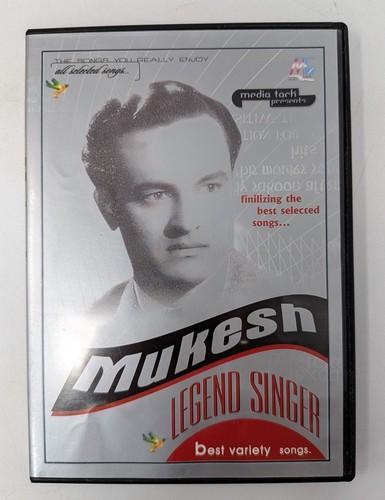 THE SONGS YOU REALLY ENJOY
all selected songs...
media tack
presents
finilizing the
best selected
songs...
Mukesh
LEGEND SINGER
best variety songs.